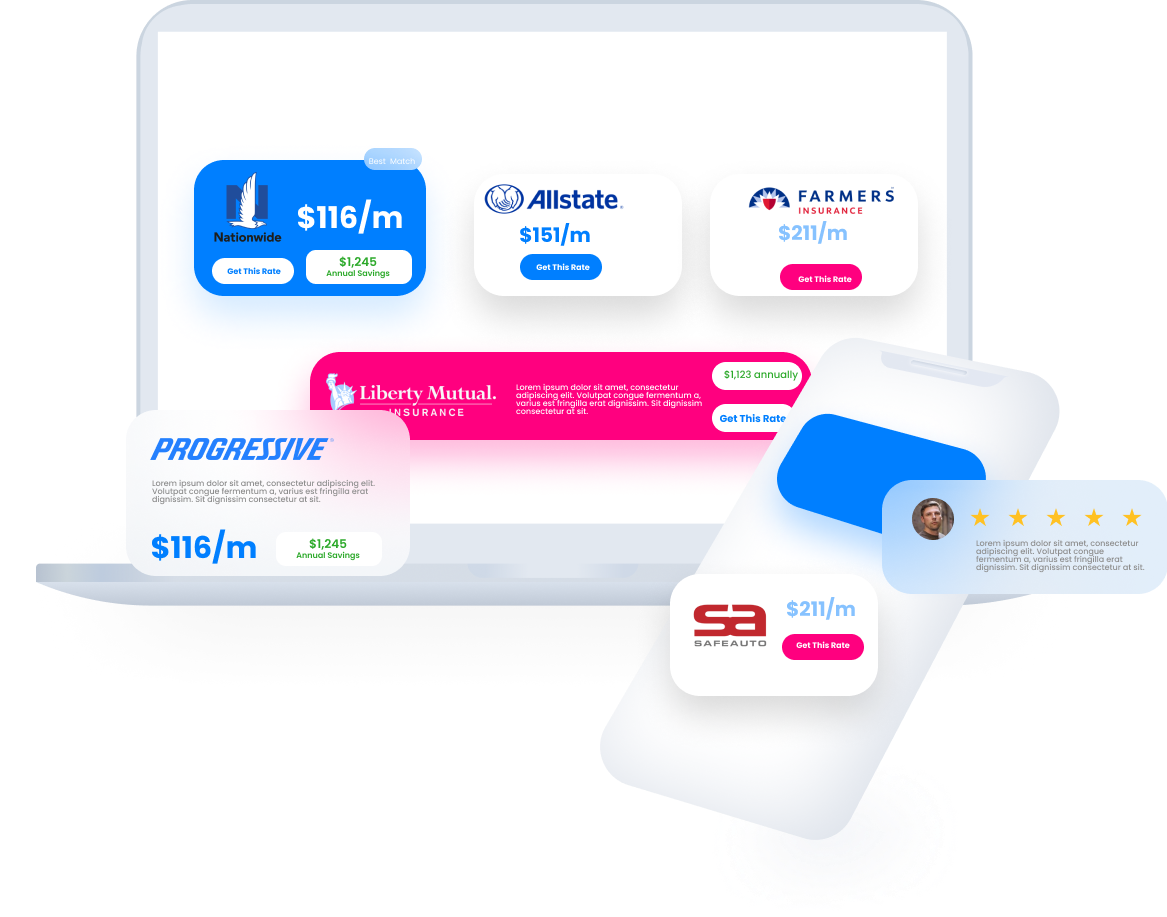 Best Match
N
Nationwide
$116/m
Get This Rate
$1,245
Annual Savings
Allstate®
$151/m
Get This Rate
FARMERS
INSURANCE
$211/m
Get This Rate
Liberty Mutual.
INSURANCE
Lorem ipsum dolor sit amet, consectetur
adipiscing elit. Volutpat congue fermentum a,
varius est fringilla erat dignissim. Sit dignissim
consectetur at sit.
$1,123 annually
Get This Rate
PROGRESSIVE®
Lorem ipsum dolor sit amet, consectetur adipiscing elit.
Volutpat congue fermentum a, varius est fringilla erat
dignissim. Sit dignissim consectetur at sit.
$116/m
$1,245
Annual Savings
Lorem ipsum dolor sit amet, consectetur
adipiscing elit. Volutpat congue
fermentum a, varius est fringilla erat
dignissim. Sit dignissim consectetur at sit.
sa
SAFEAUTO
$211/m
Get This Rate